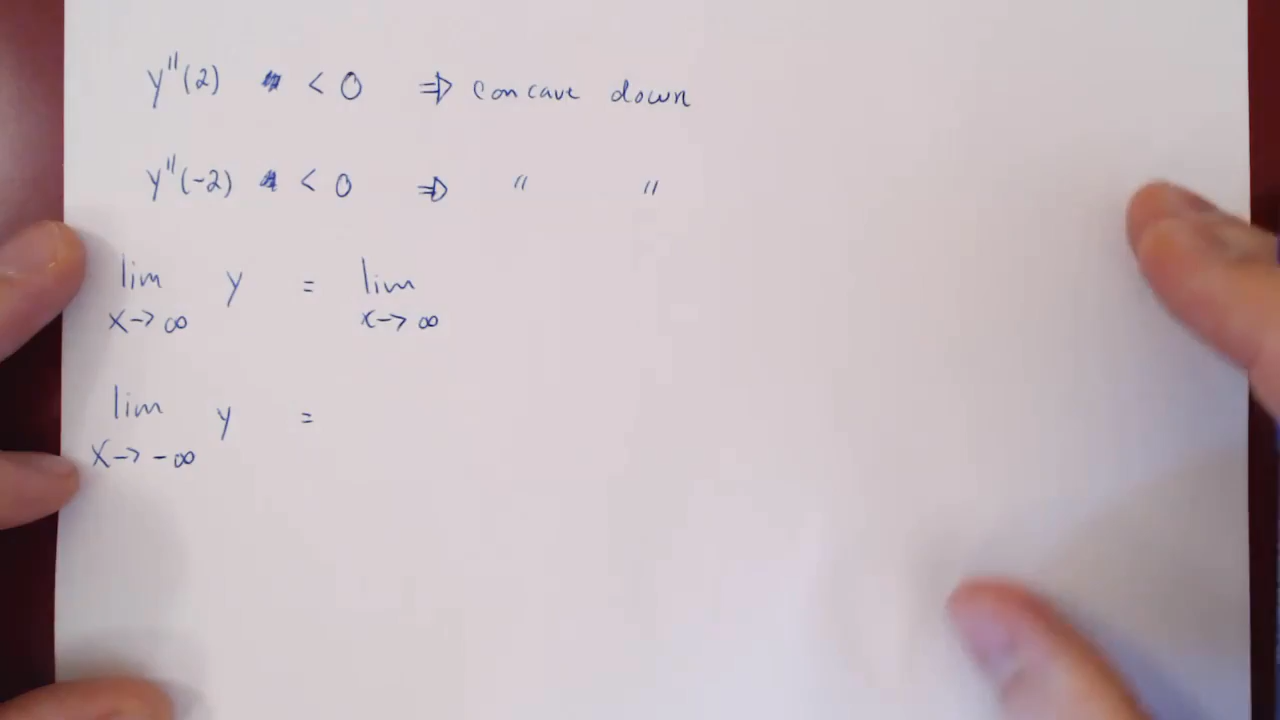 y''(2) < 0 ⇒ concave down
y''(-2) < 0 ⇒ " "
lim y = lim
x→∞ x→∞
lim y =
x→-∞